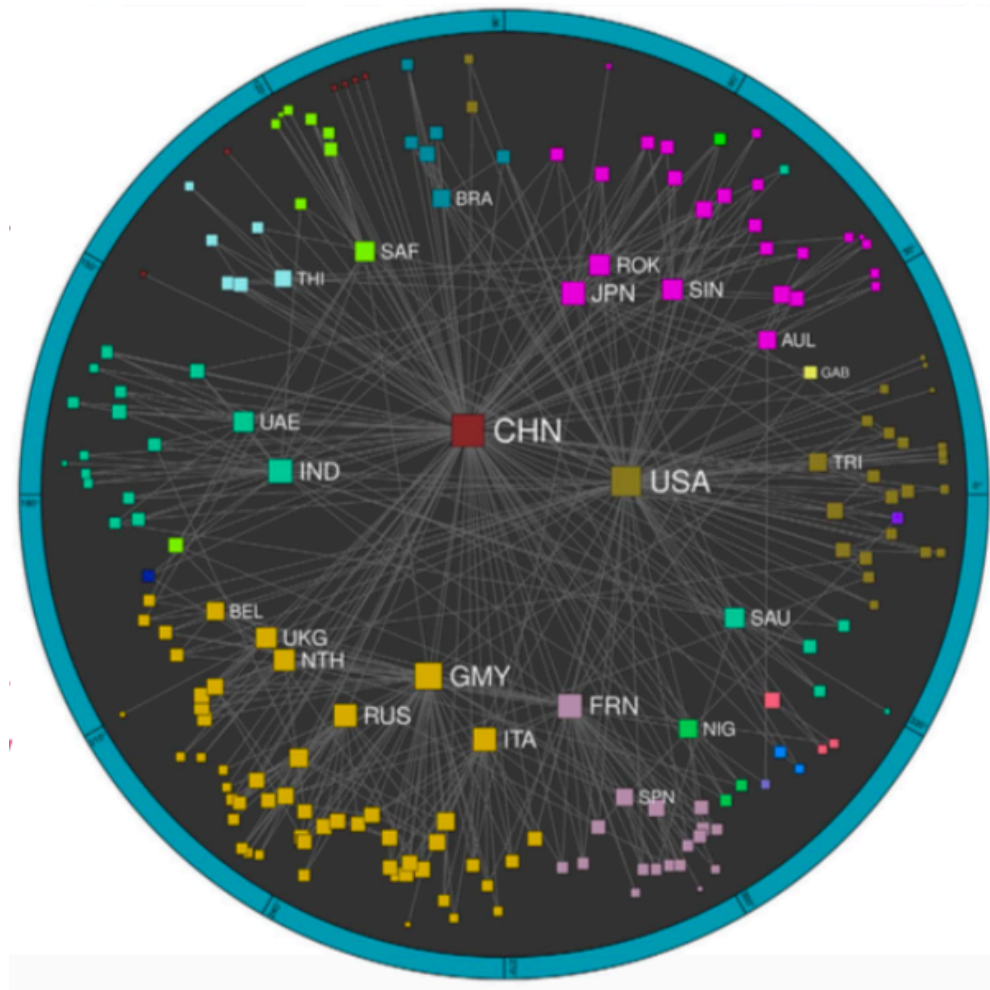 BRA
SAF
ROK
THI
JPN
SIN
AUL
GAB
UAE
CHN
IND
TRI
USA
BEL
SAU
UKG
NTH
GMY
FRN
RUS
NIG
ITA
SPN